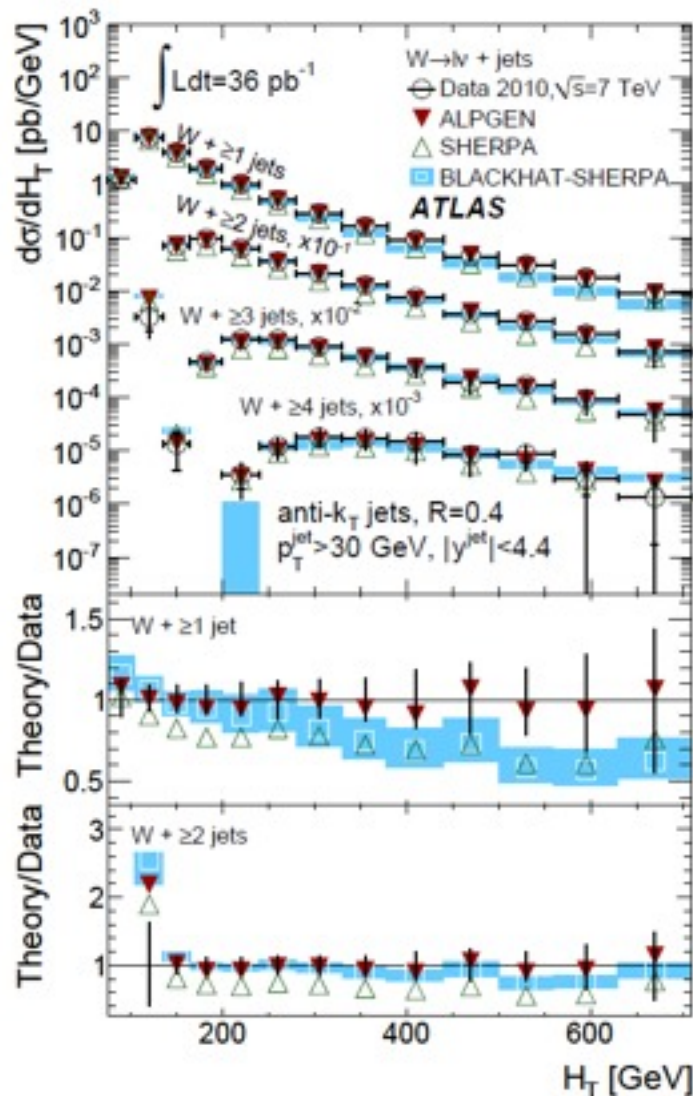 dσ/dH_T [pb/GeV]
10³
10²
10
1
10⁻¹
10⁻²
10⁻³
10⁻⁴
10⁻⁵
10⁻⁶
10⁻⁷
∫Ldt=36 pb⁻¹
W→lν + jets
Data 2010,√s=7 TeV
ALPGEN
SHERPA
BLACKHAT-SHERPA
ATLAS
W + ≥1 jets
W + ≥2 jets, x10⁻¹
W + ≥3 jets, x10⁻²
W + ≥4 jets, x10⁻³
anti-k_T jets, R=0.4
p_T^jet>30 GeV, |y^jet|<4.4
Theory/Data
1.5
1
0.5
W + ≥1 jet
Theory/Data
3
2
1
W + ≥2 jets
200 400 600
H_T [GeV]